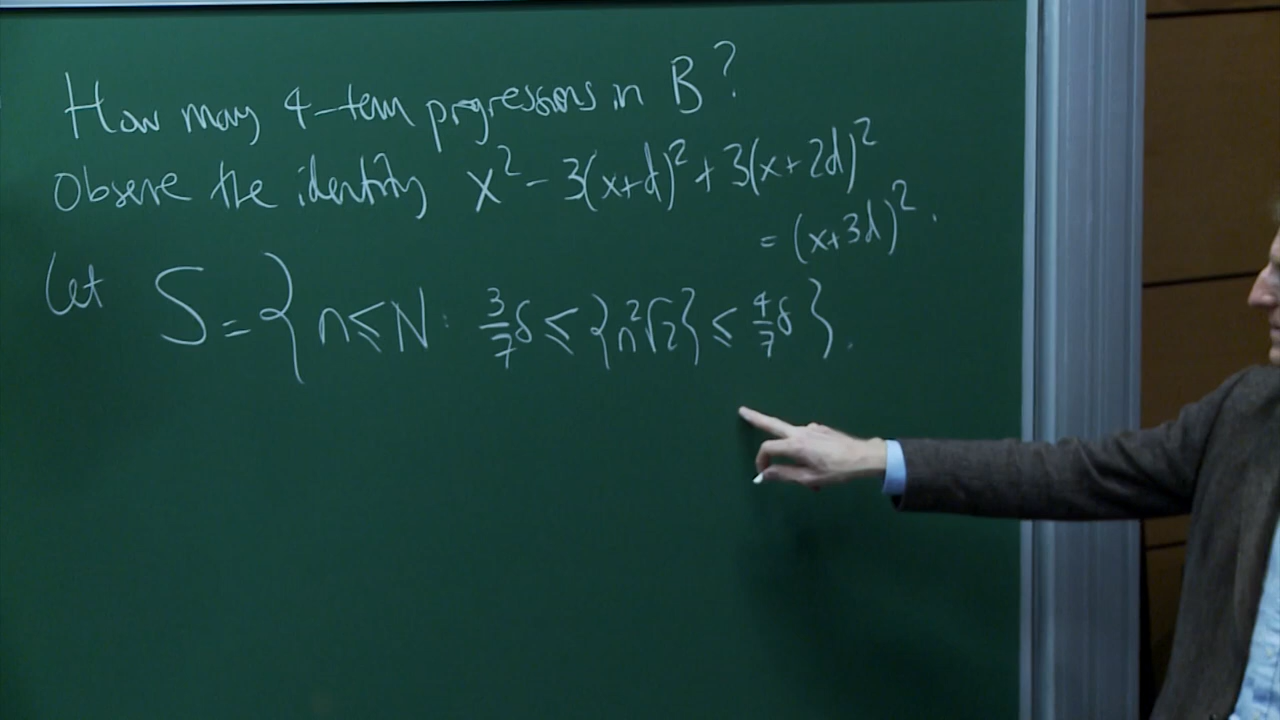 How many 4-term progressions in B?
Observe the identity x² - 3(x+d)² + 3(x+2d)²
= (x+3d)².
Let S = { n ≤ N : 3/7 δ ≤ {n²√2} ≤ 4/7 δ }.